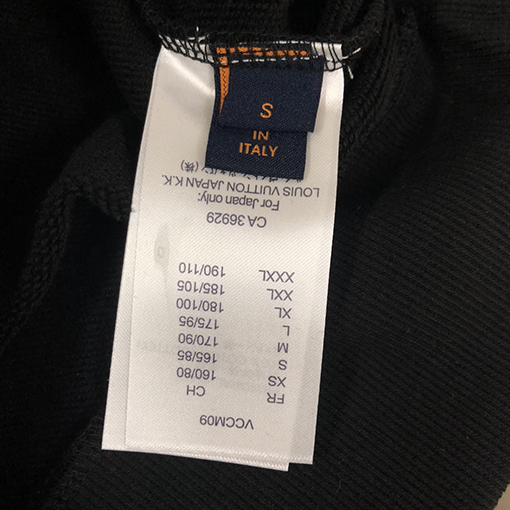 S
IN
ITALY
VCCM09
FR CH
XS 160/80
S 165/85
M 170/90
L 175/95
XL 180/100
XXL 185/105
XXXL 190/110
CA 36929
For Japan only:
LOUIS VUITTON JAPAN K.K.